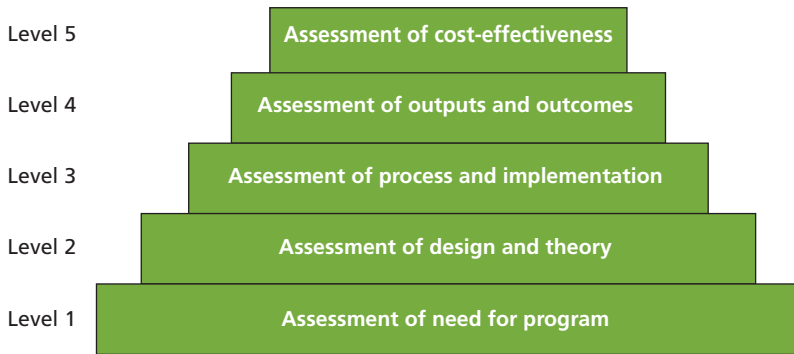 Level 5 Assessment of cost-effectiveness
Level 4 Assessment of outputs and outcomes
Level 3 Assessment of process and implementation
Level 2 Assessment of design and theory
Level 1 Assessment of need for program